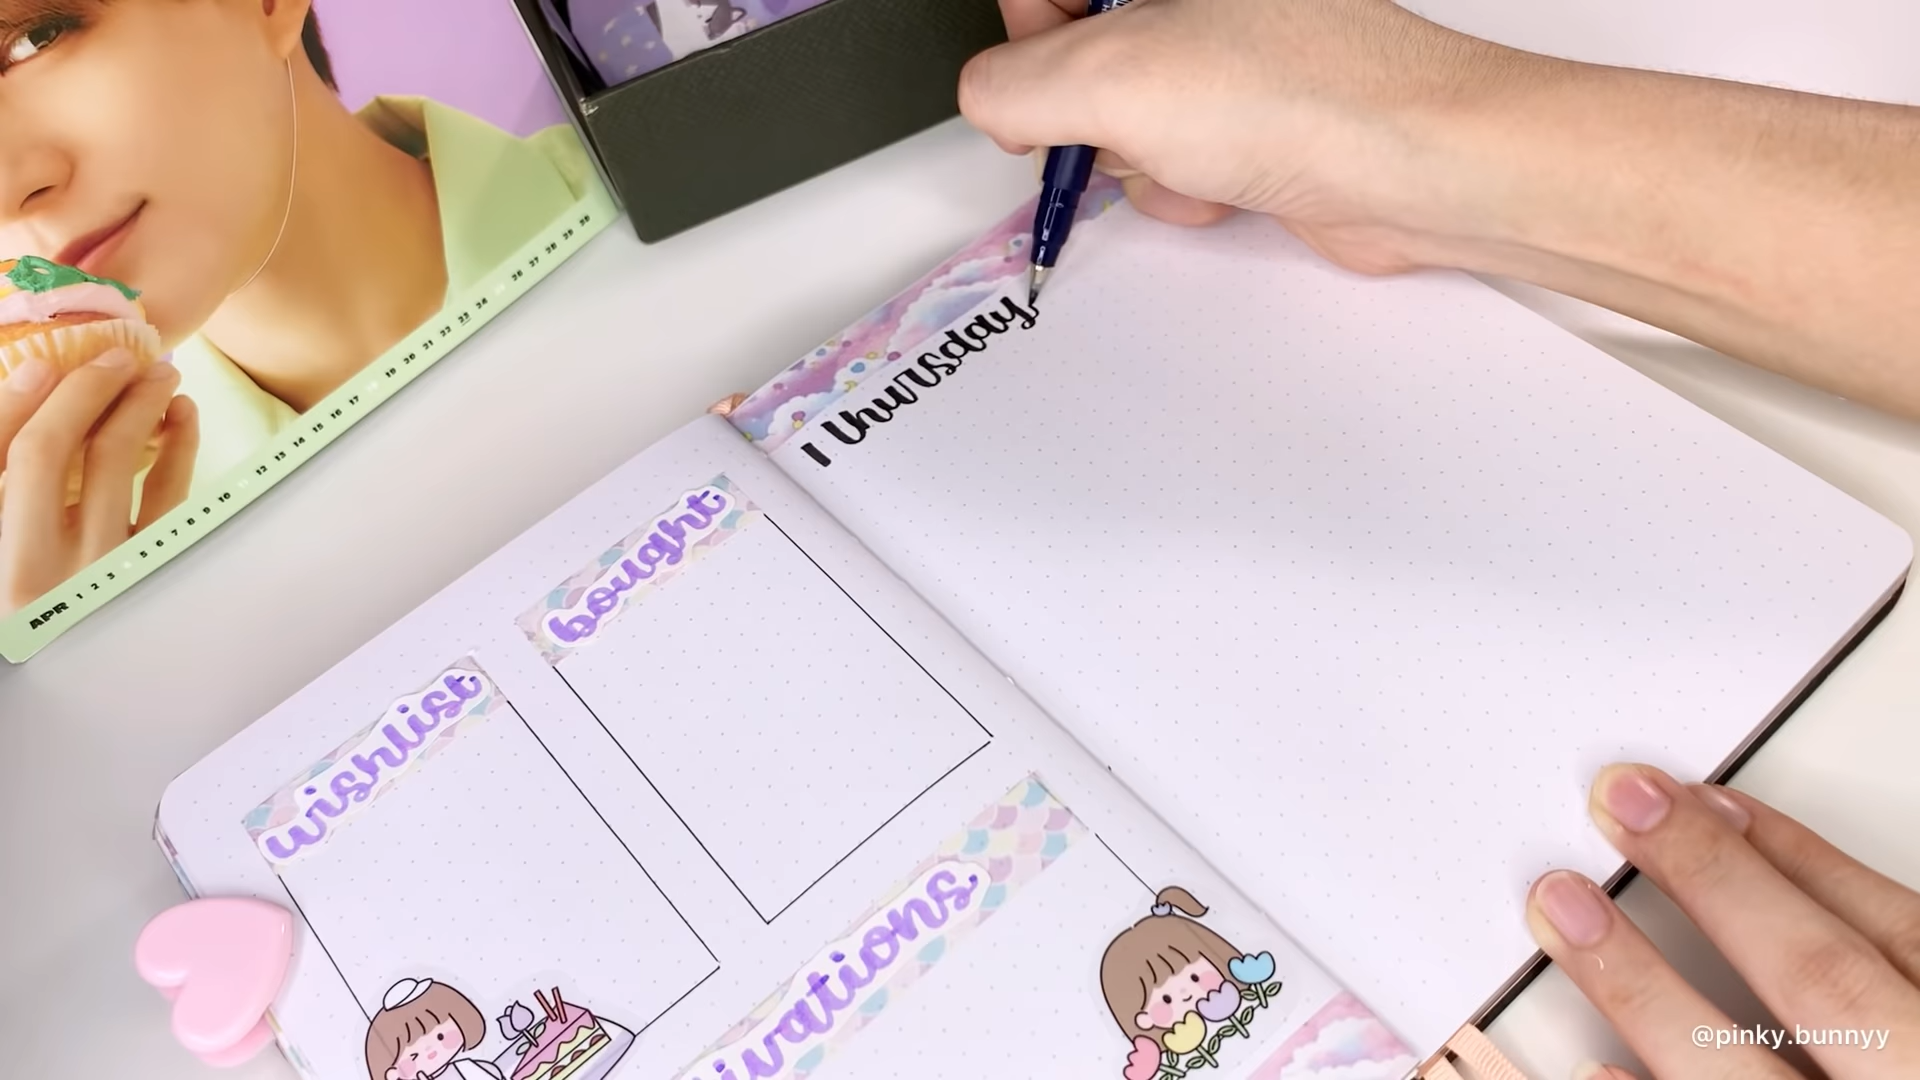 APR 1 2 3 4 5 6 7 8 9 10 11 12 13 14 15 16 17 18 19 20 21 22 23 24 25 26 27 28 29 30
1 thursday
bought
wishlist
ivations
@pinky.bunnyy